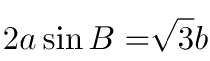 2a sin B = √3b